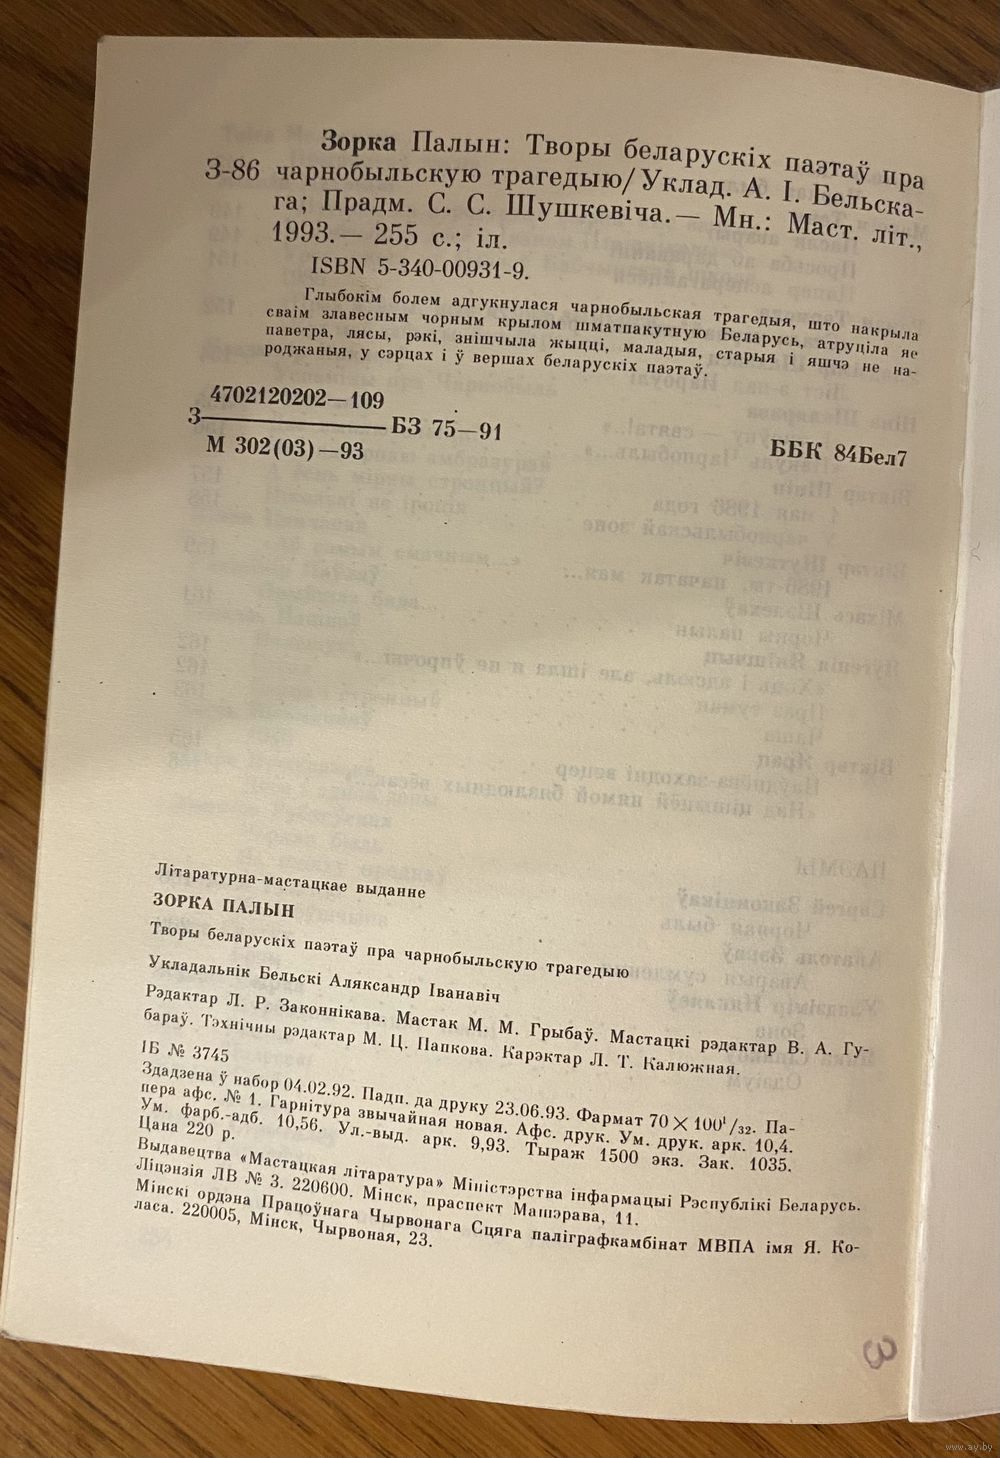 Зорка Палын: Творы беларускіх паэтаў пра
З-86 чарнобыльскую трагедыю/Уклад. А. І. Бельска-
га; Прадм. С. С. Шушкевіча.— Мн.: Маст. літ.,
1993.— 255 с.; іл.
ISBN 5-340-00931-9.
Глыбокім болем адгукнулася чарнобыльская трагедыя, што накрыла
сваім злавесным чорным крылом шматпакутную Беларусь, атруціла яе
паветра, лясы, рэкі, знішчыла жыцці, маладыя, старыя і яшчэ не на-
роджаныя, у сэрцах і ў вершах беларускіх паэтаў.
4702120202—109
З———БЗ 75—91
М 302(03)—93
ББК 84Бел7
Літаратурна-мастацкае выданне
ЗОРКА ПАЛЫН
Творы беларускіх паэтаў пра чарнобыльскую трагедыю
Укладальнік Бельскі Аляксандр Іванавіч
Рэдактар Л. Р. Законнікава. Мастак М. М. Грыбаў. Мастацкі рэдактар В. А. Гу-
бараў. Тэхнічны рэдактар М. Ц. Папкова. Карэктар Л. Т. Калюжная.
ІБ № 3745
Здадзена ў набор 04.02.92. Падп. да друку 23.06.93. Фармат 70×100¹/₃₂. Па-
пера афс. № 1. Гарнітура звычайная новая. Афс. друк. Ум. друк. арк. 10,4.
Ум. фарб.-адб. 10,56. Ул.-выд. арк. 9,93. Тыраж 1500 экз. Зак. 1035.
Цана 220 р.
Выдавецтва «Мастацкая літаратура» Міністэрства інфармацыі Рэспублікі Беларусь.
Ліцэнзія ЛВ № 3. 220600. Мінск, праспект Машэрава, 11.
Мінскі ордэна Працоўнага Чырвонага Сцяга паліграфкамбінат МВПА імя Я. Ко-
ласа. 220005, Мінск, Чырвоная, 23.
www.ay.by